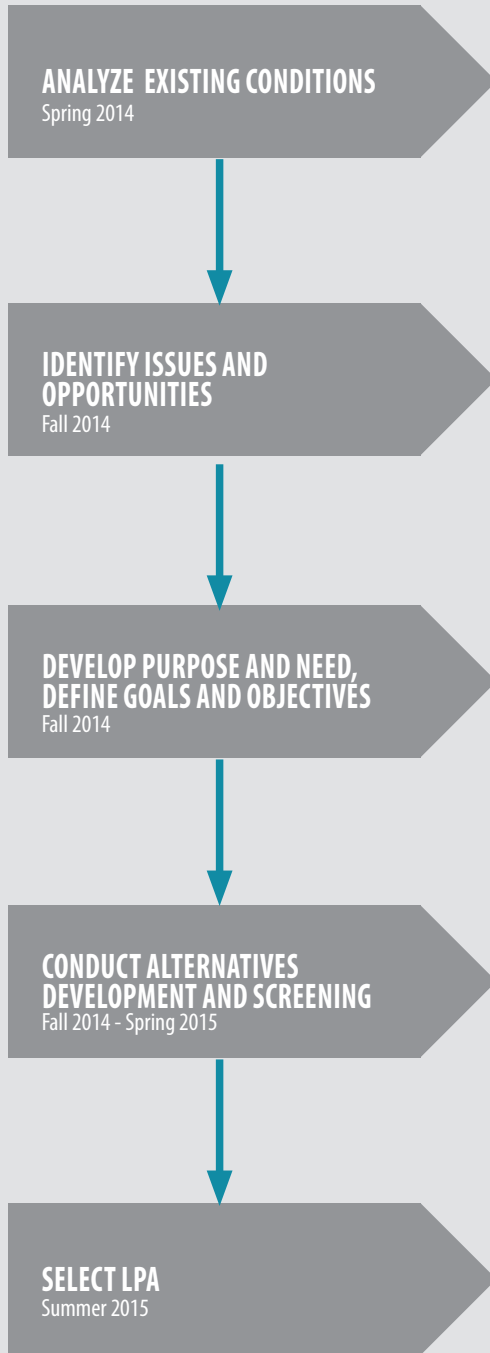 ANALYZE EXISTING CONDITIONS
Spring 2014
IDENTIFY ISSUES AND
OPPORTUNITIES
Fall 2014
DEVELOP PURPOSE AND NEED,
DEFINE GOALS AND OBJECTIVES
Fall 2014
CONDUCT ALTERNATIVES
DEVELOPMENT AND SCREENING
Fall 2014 - Spring 2015
SELECT LPA
Summer 2015